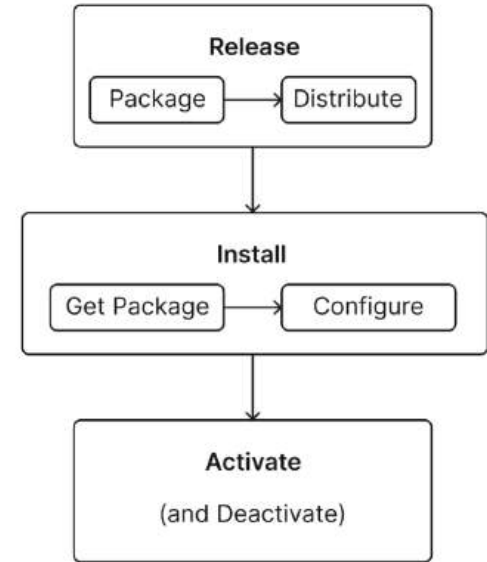 Release
Package
Distribute
Install
Get Package
Configure
Activate
(and Deactivate)